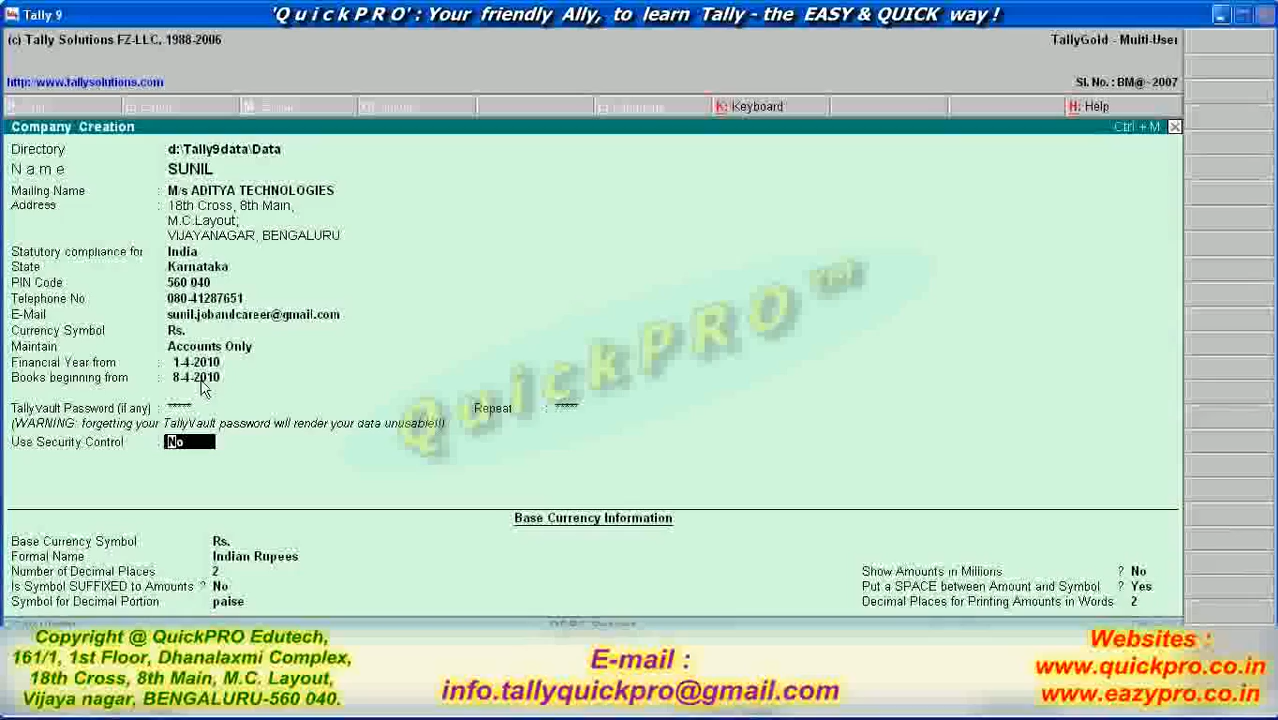 Tally 9
'QuickPRO' : Your friendly Ally, to learn Tally - the EASY & QUICK way !
(c) Tally Solutions FZ-LLC, 1988-2006 TallyGold - Multi-User
http://www.tallysolutions.com Sl. No. : BM@-2007
K: Keyboard H: Help
Company Creation Ctrl + M
Directory d:\Tally9data\Data
Name SUNIL
Mailing Name : M/s ADITYA TECHNOLOGIES
Address : 18th Cross, 8th Main,
M.C.Layout;
VIJAYANAGAR, BENGALURU
Statutory compliance for : India
State : Karnataka
PIN Code : 560 040
Telephone No : 080-41287651
E-Mail : sunil.jobandcareer@gmail.com
Currency Symbol : Rs.
Maintain : Accounts Only
Financial Year from : 1-4-2010
Books beginning from : 8-4-2010
TallyVault Password (if any) : ***** Repeat : *****
(WARNING: forgetting your TallyVault password will render your data unusable!!)
Use Security Control : No
QuickPRO™
Base Currency Information
Base Currency Symbol Rs.
Formal Name Indian Rupees
Number of Decimal Places 2 Show Amounts in Millions ? No
Is Symbol SUFFIXED to Amounts ? No Put a SPACE between Amount and Symbol ? Yes
Symbol for Decimal Portion paise Decimal Places for Printing Amounts in Words 2
Copyright @ QuickPRO Edutech,
161/1, 1st Floor, Dhanalaxmi Complex,
18th Cross, 8th Main, M.C. Layout,
Vijaya nagar, BENGALURU-560 040.
E-mail :
info.tallyquickpro@gmail.com
Websites :
www.quickpro.co.in
www.eazypro.co.in